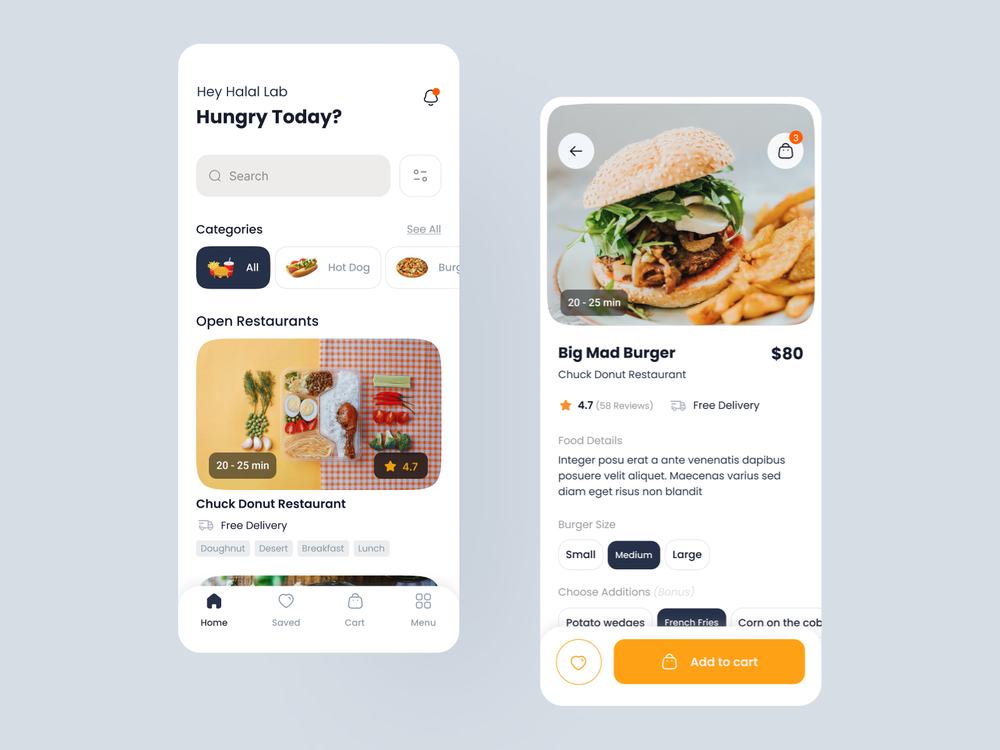 Hey Halal Lab
Hungry Today?
Search
Categories
See All
All
Hot Dog
Burg
Open Restaurants
20 - 25 min
4.7
Chuck Donut Restaurant
Free Delivery
Doughnut
Desert
Breakfast
Lunch
Home
Saved
Cart
Menu
3
20 - 25 min
Big Mad Burger
$80
Chuck Donut Restaurant
4.7 (58 Reviews)
Free Delivery
Food Details
Integer posu erat a ante venenatis dapibus
posuere velit aliquet. Maecenas varius sed
diam eget risus non blandit
Burger Size
Small
Medium
Large
Choose Additions (Bonus)
Potato wedges
French Fries
Corn on the cob
Add to cart